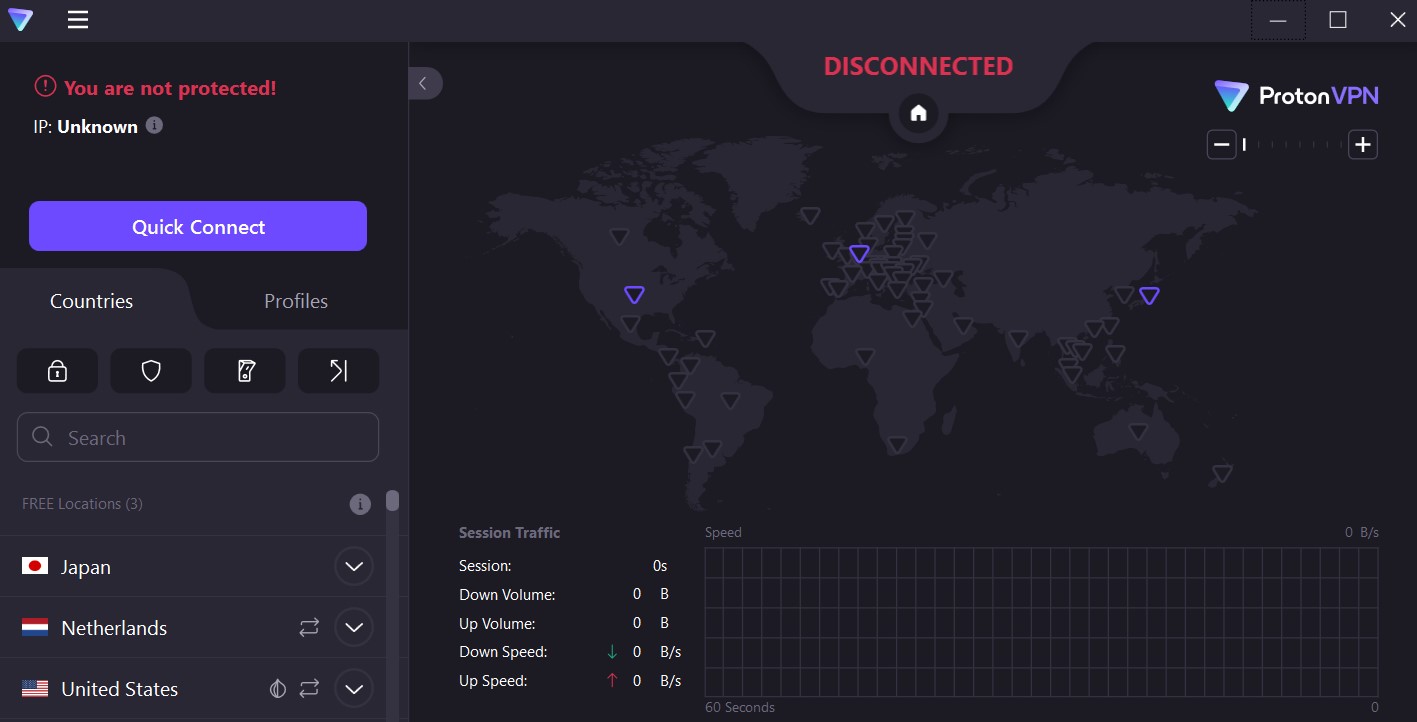 DISCONNECTED
You are not protected!
IP: Unknown
ProtonVPN
Quick Connect
Countries
Profiles
Search
FREE Locations (3)
Japan
Netherlands
United States
Session Traffic
Session: 0s
Down Volume: 0 B
Up Volume: 0 B
Down Speed: 0 B/s
Up Speed: 0 B/s
Speed
0 B/s
60 Seconds
0